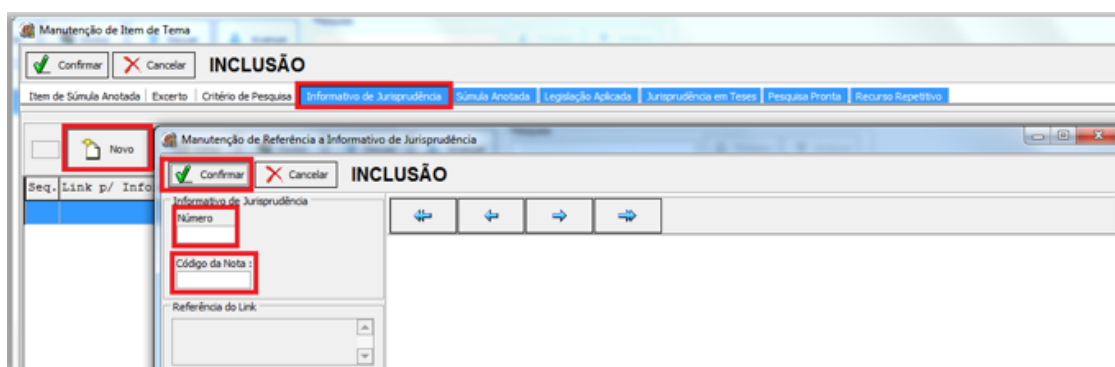 Manutenção de Item de Tema
Confirmar Cancelar INCLUSÃO
Item de Súmula Anotada Excerto Critério de Pesquisa Informativo de Jurisprudência Súmula Anotada Legislação Aplicada Jurisprudência em Teses Pesquisa Pronta Recurso Repetitivo
Novo
Manutenção de Referência a Informativo de Jurisprudência
Confirmar Cancelar INCLUSÃO
Seq. Link p/ Info
Informativo de Jurisprudência
Número
Código da Nota :
Referência do Link